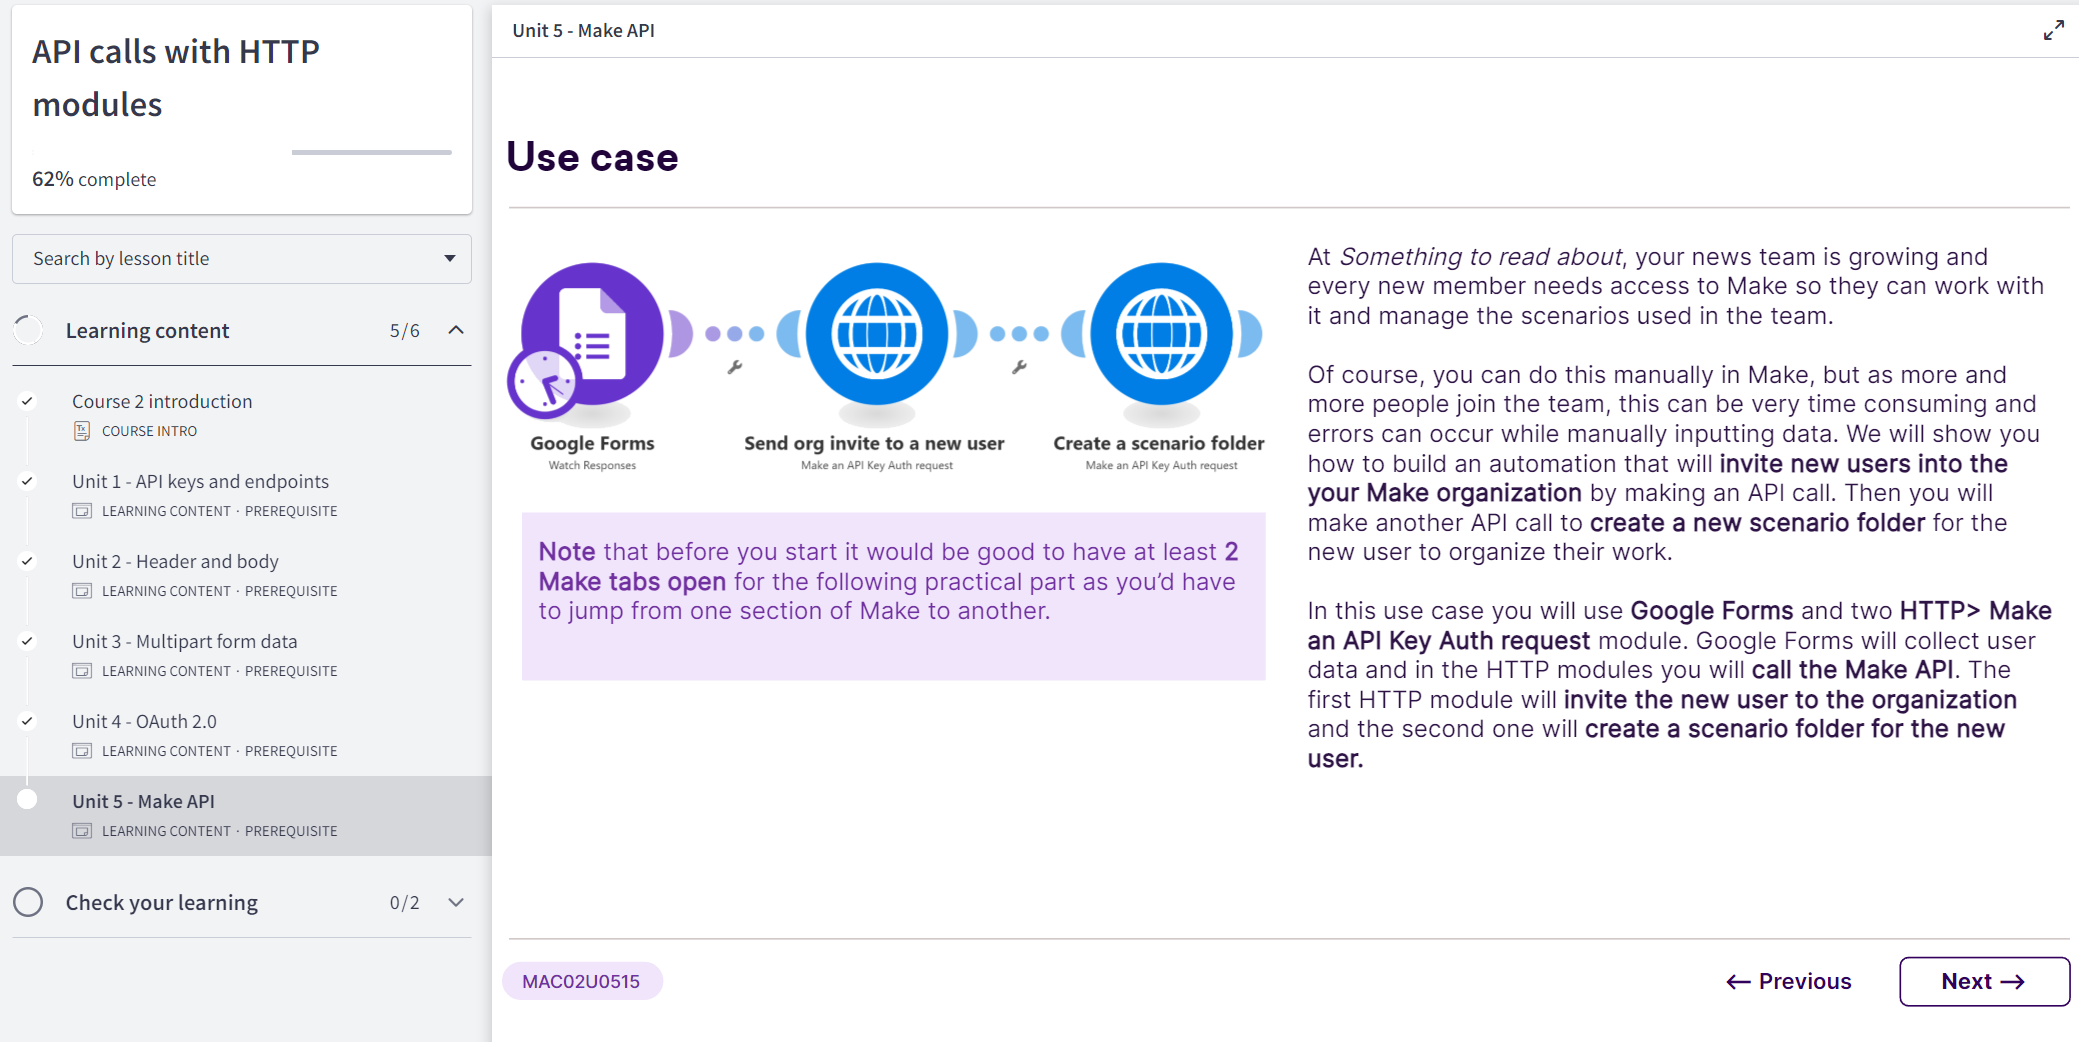 API calls with HTTP
modules
62% complete
Search by lesson title
Learning content 5/6
Course 2 introduction
Tx COURSE INTRO
Unit 1 - API keys and endpoints
LEARNING CONTENT · PREREQUISITE
Unit 2 - Header and body
LEARNING CONTENT · PREREQUISITE
Unit 3 - Multipart form data
LEARNING CONTENT · PREREQUISITE
Unit 4 - OAuth 2.0
LEARNING CONTENT · PREREQUISITE
Unit 5 - Make API
LEARNING CONTENT · PREREQUISITE
Check your learning 0/2
Unit 5 - Make API
Use case
Google Forms
Watch Responses
Send org invite to a new user
Make an API Key Auth request
Create a scenario folder
Make an API Key Auth request
Note that before you start it would be good to have at least 2
Make tabs open for the following practical part as you’d have
to jump from one section of Make to another.
At Something to read about, your news team is growing and
every new member needs access to Make so they can work with
it and manage the scenarios used in the team.
Of course, you can do this manually in Make, but as more and
more people join the team, this can be very time consuming and
errors can occur while manually inputting data. We will show you
how to build an automation that will invite new users into the
your Make organization by making an API call. Then you will
make another API call to create a new scenario folder for the
new user to organize their work.
In this use case you will use Google Forms and two HTTP> Make
an API Key Auth request module. Google Forms will collect user
data and in the HTTP modules you will call the Make API. The
first HTTP module will invite the new user to the organization
and the second one will create a scenario folder for the new
user.
MAC02U0515
← Previous
Next →